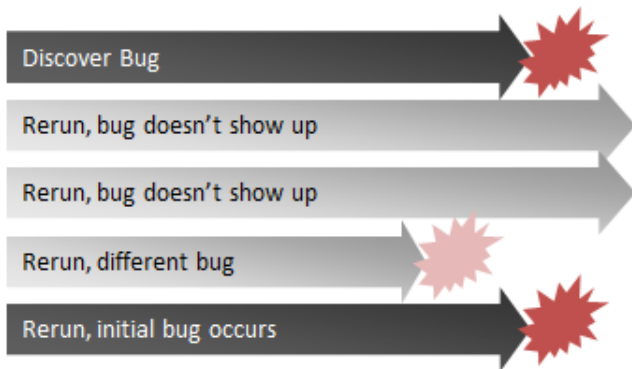 Discover Bug
Rerun, bug doesn't show up
Rerun, bug doesn't show up
Rerun, different bug
Rerun, initial bug occurs